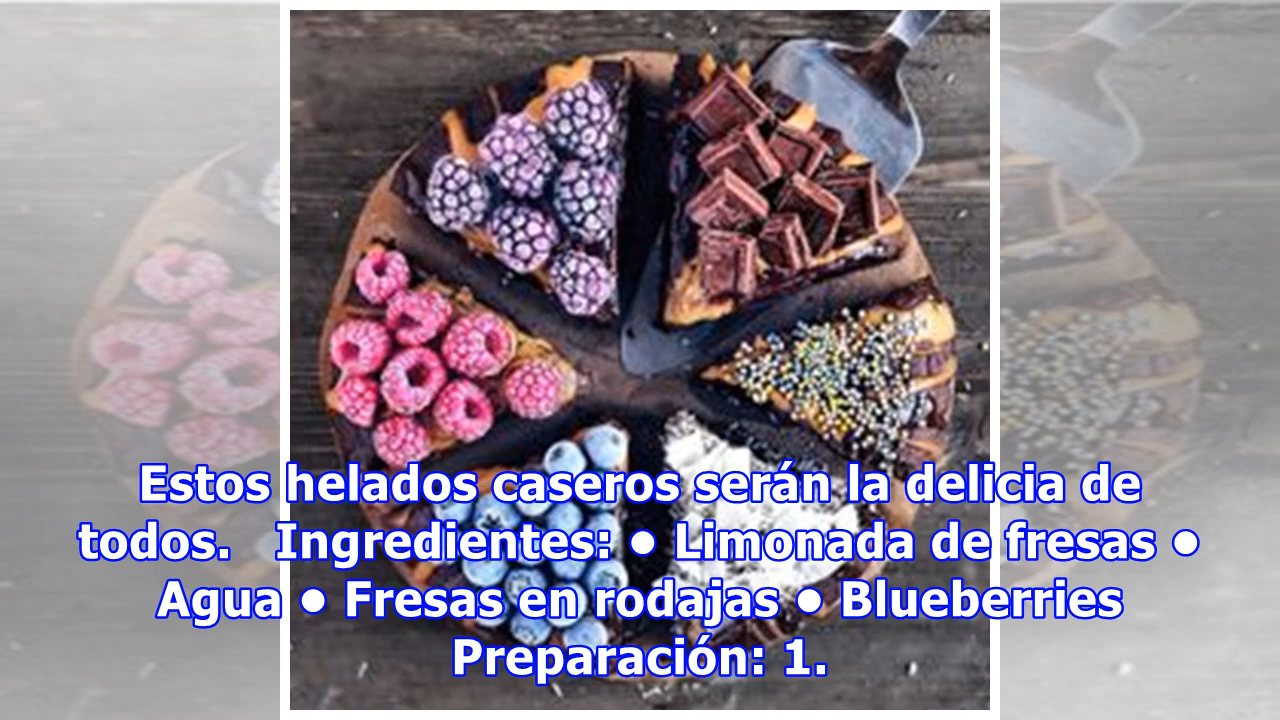 Estos helados caseros serán la delicia de
todos.   Ingredientes: • Limonada de fresas •
Agua • Fresas en rodajas • Blueberries
Preparación: 1.